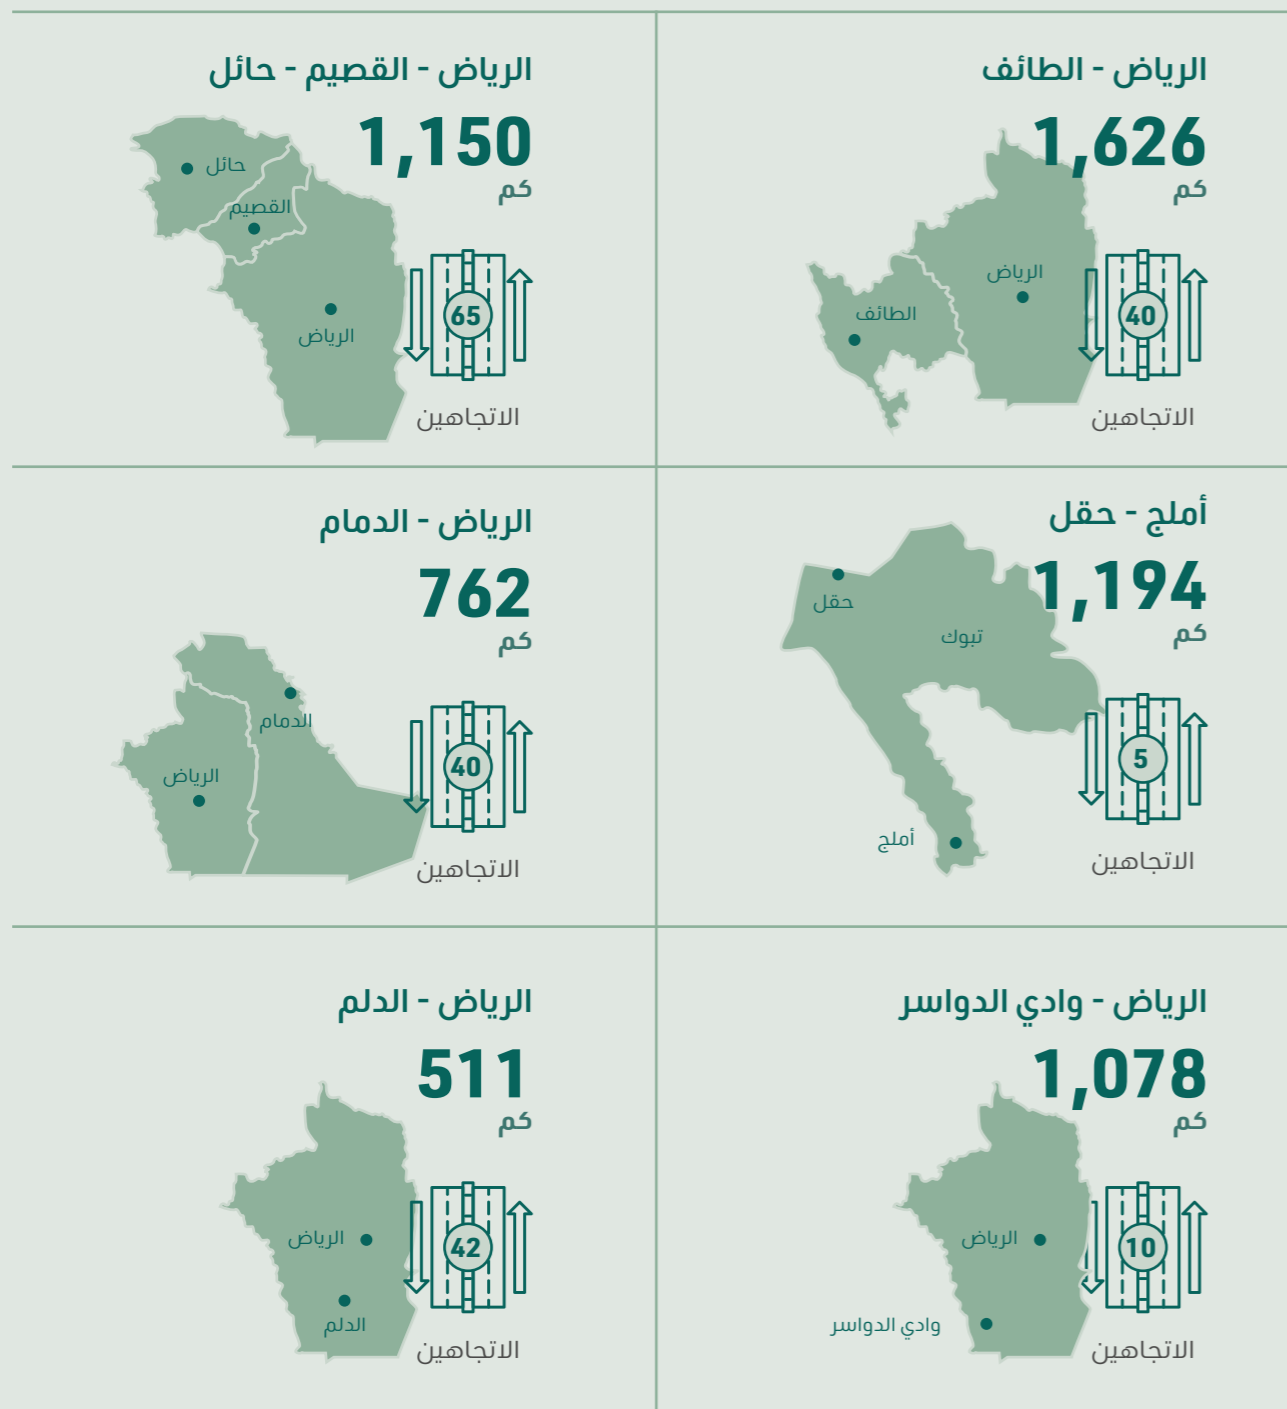 الرياض - الطائف
1,626
كم
الرياض
الطائف
40
الاتجاهين
الرياض - القصيم - حائل
1,150
كم
حائل
القصيم
الرياض
65
الاتجاهين
أملج - حقل
1,194
كم
حقل
تبوك
أملج
5
الاتجاهين
الرياض - الدمام
762
كم
الدمام
الرياض
40
الاتجاهين
الرياض - وادي الدواسر
1,078
كم
الرياض
وادي الدواسر
10
الاتجاهين
الرياض - الدلم
511
كم
الرياض
الدلم
42
الاتجاهين